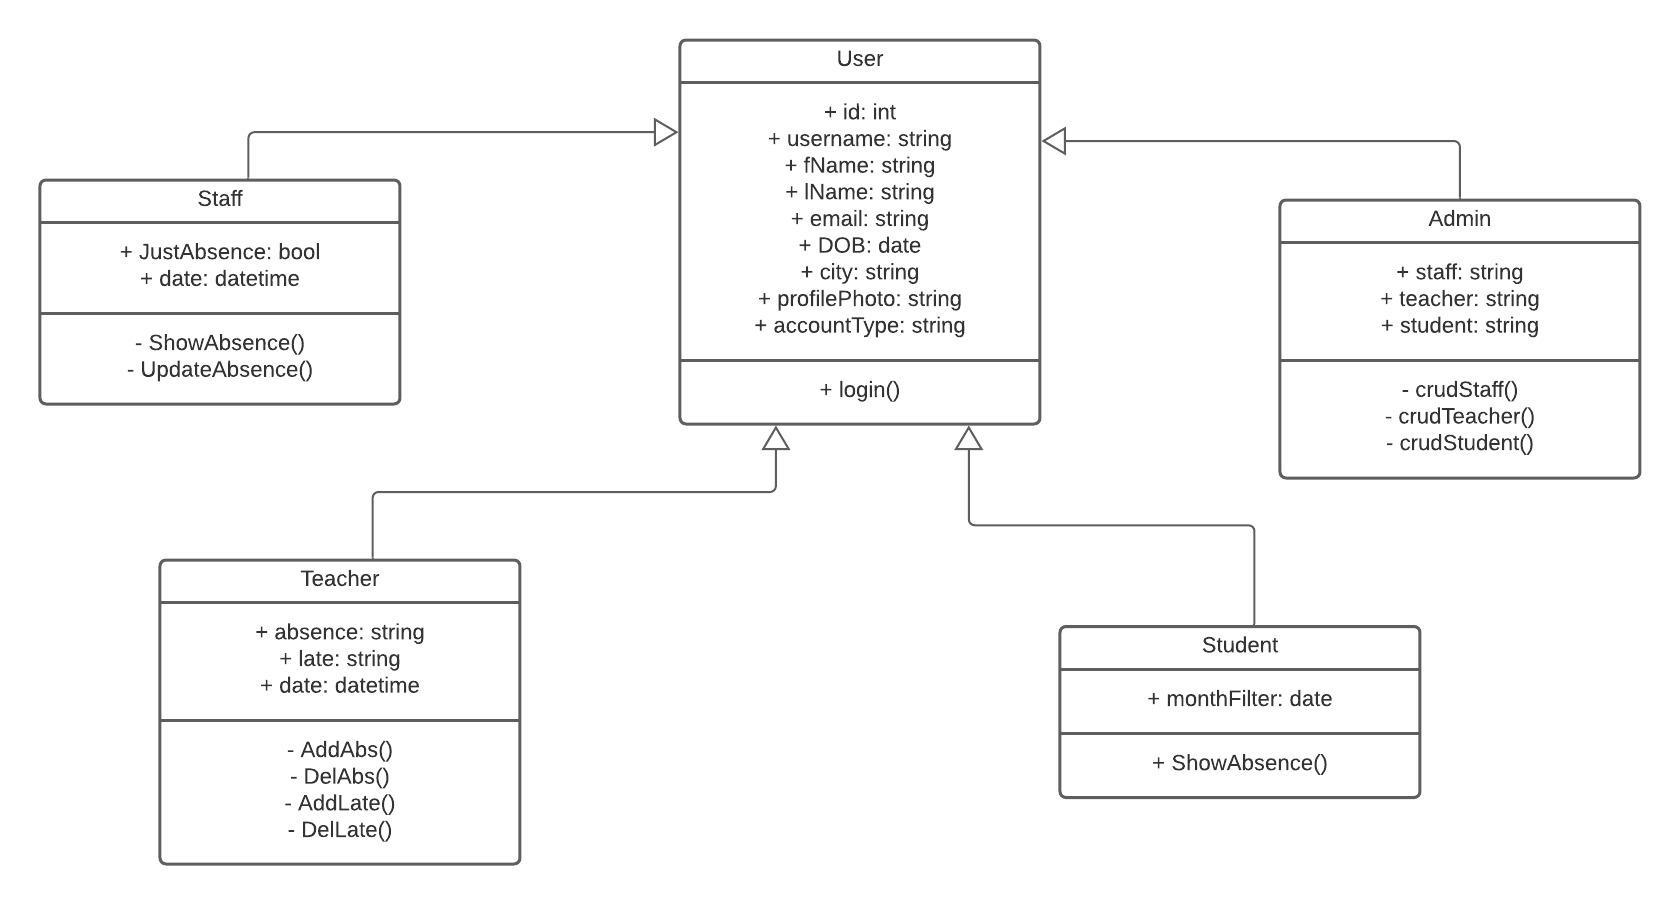 User
+ id: int
+ username: string
+ fName: string
+ lName: string
+ email: string
+ DOB: date
+ city: string
+ profilePhoto: string
+ accountType: string
+ login()
Staff
+ JustAbsence: bool
+ date: datetime
- ShowAbsence()
- UpdateAbsence()
Admin
+ staff: string
+ teacher: string
+ student: string
- crudStaff()
- crudTeacher()
- crudStudent()
Teacher
+ absence: string
+ late: string
+ date: datetime
- AddAbs()
- DelAbs()
- AddLate()
- DelLate()
Student
+ monthFilter: date
+ ShowAbsence()